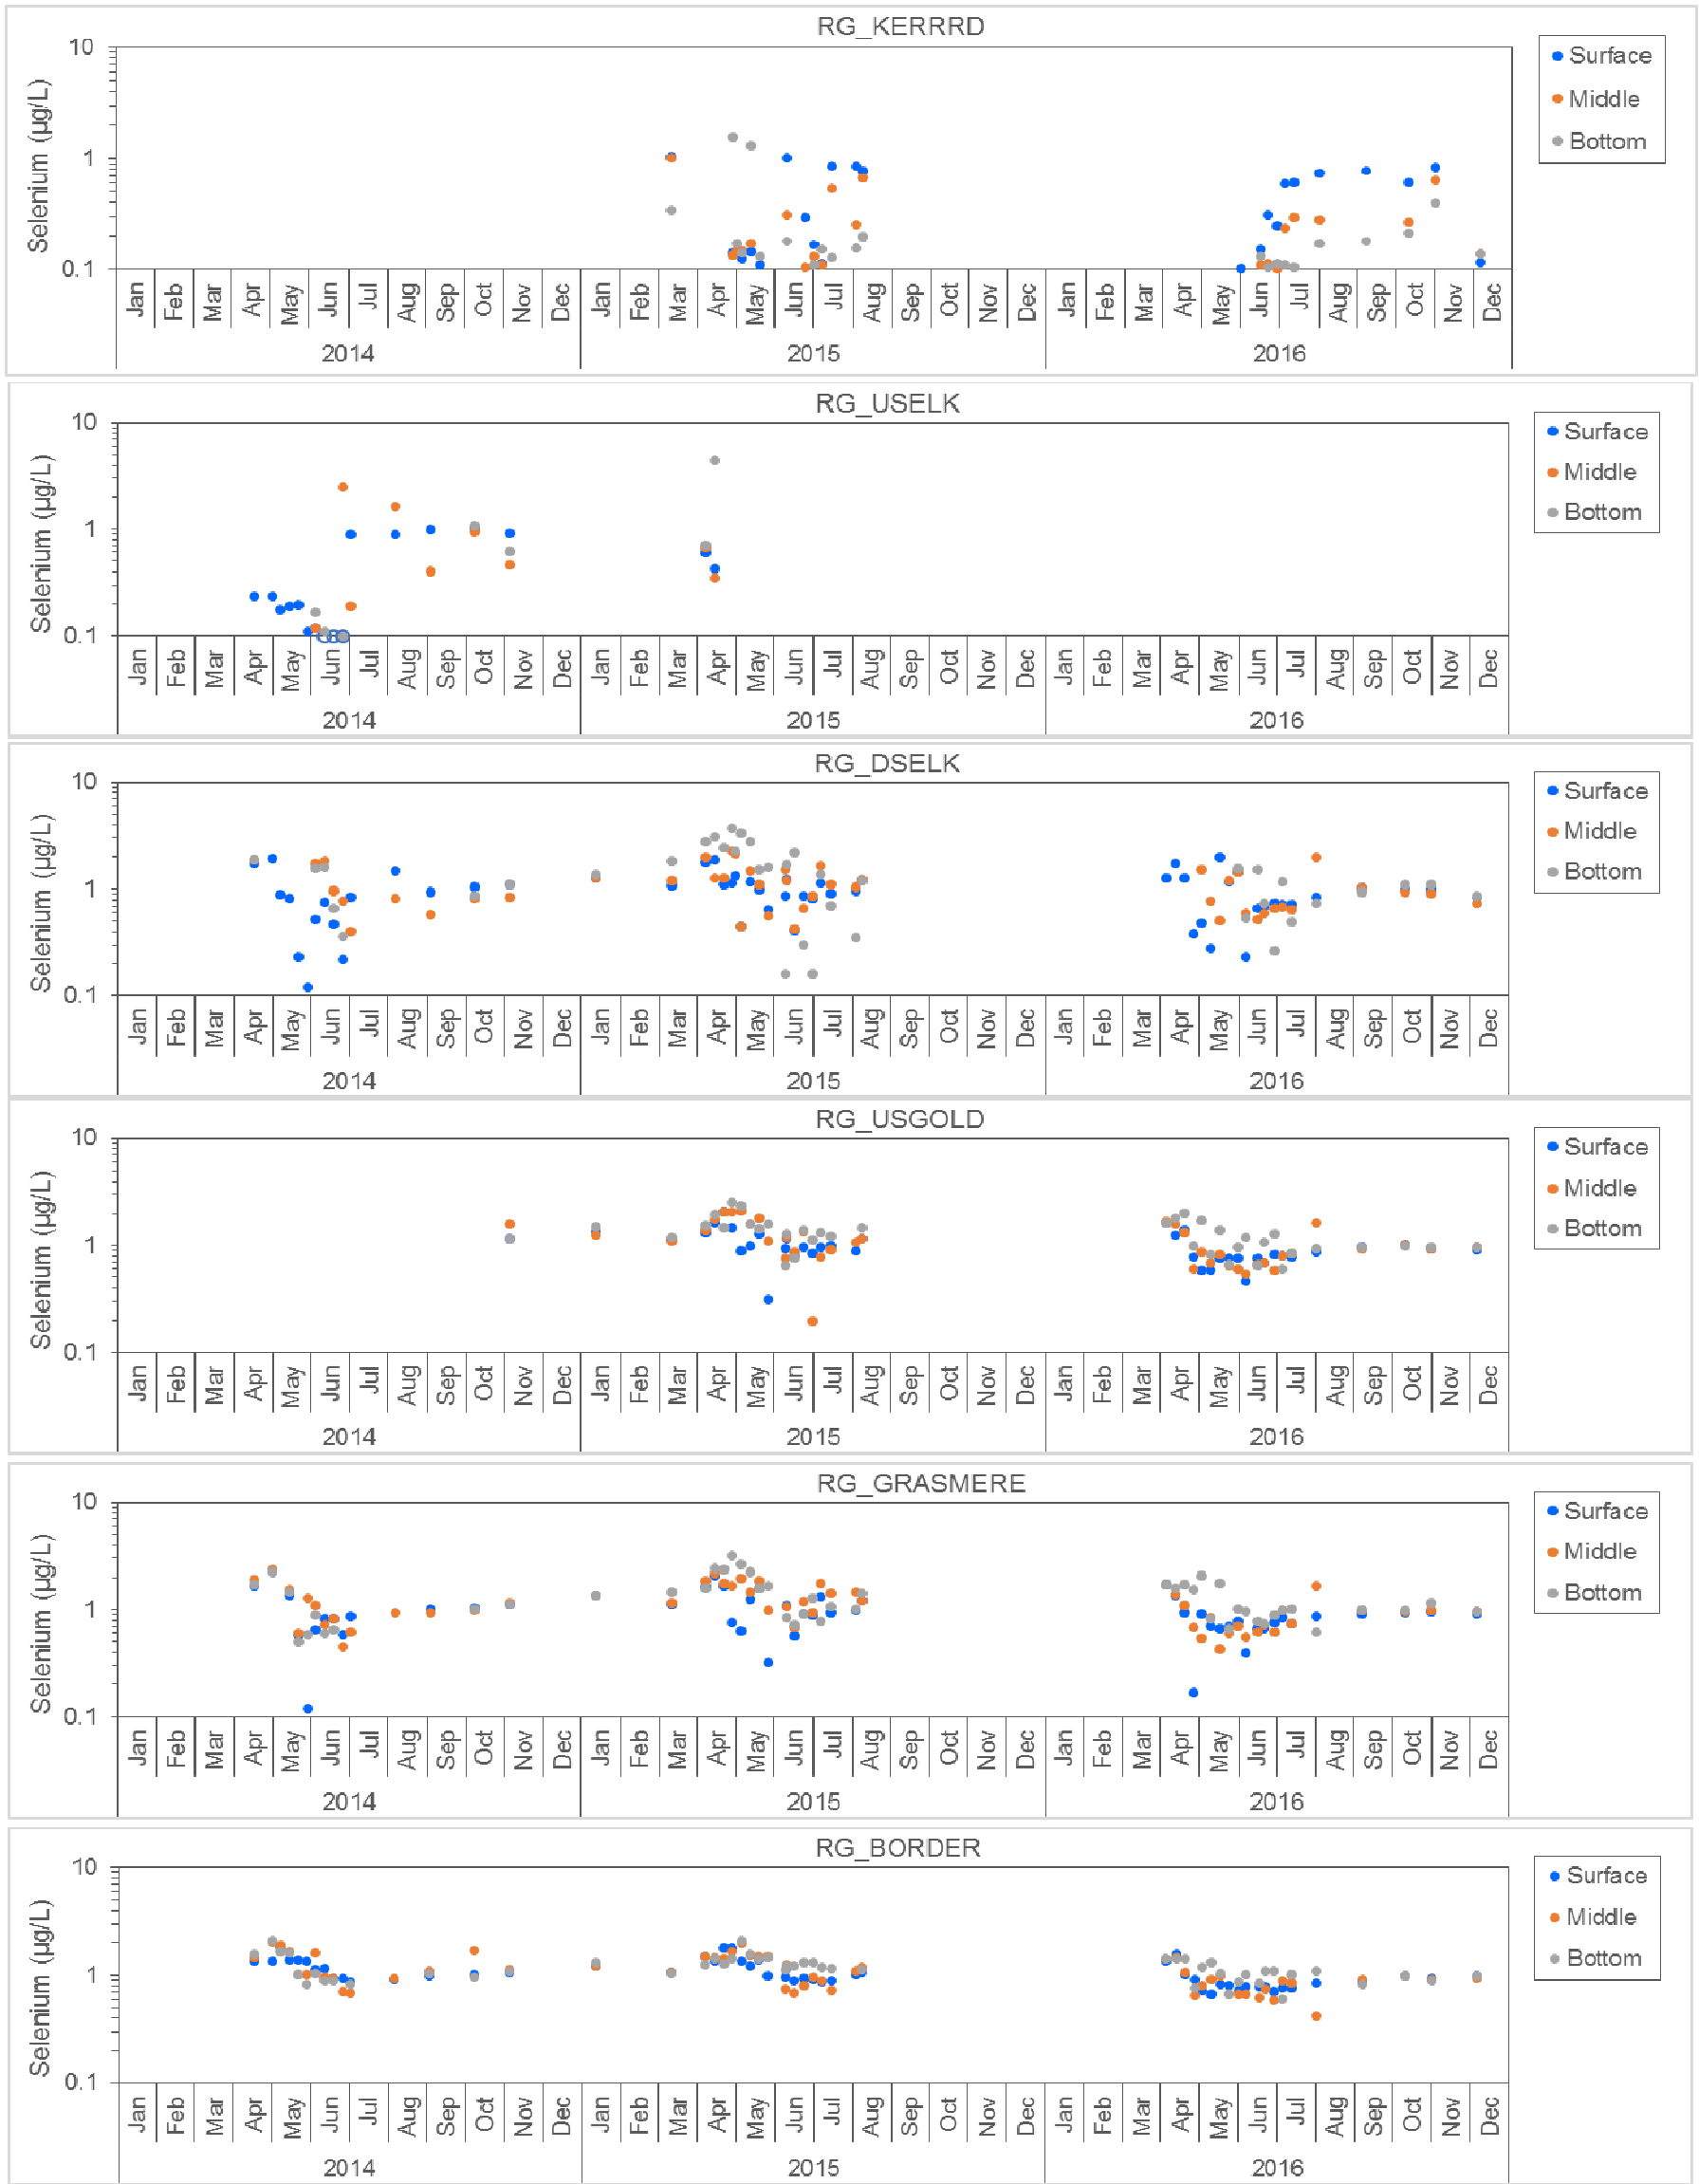 RG_KERRRD
10
1
0.1
Selenium (µg/L)
Surface
Middle
Bottom
Jan Feb Mar Apr May Jun Jul Aug Sep Oct Nov Dec Jan Feb Mar Apr May Jun Jul Aug Sep Oct Nov Dec Jan Feb Mar Apr May Jun Jul Aug Sep Oct Nov Dec
2014 2015 2016
RG_USELK
10
1
0.1
Selenium (µg/L)
Surface
Middle
Bottom
Jan Feb Mar Apr May Jun Jul Aug Sep Oct Nov Dec Jan Feb Mar Apr May Jun Jul Aug Sep Oct Nov Dec Jan Feb Mar Apr May Jun Jul Aug Sep Oct Nov Dec
2014 2015 2016
RG_DSELK
10
1
0.1
Selenium (µg/L)
Surface
Middle
Bottom
Jan Feb Mar Apr May Jun Jul Aug Sep Oct Nov Dec Jan Feb Mar Apr May Jun Jul Aug Sep Oct Nov Dec Jan Feb Mar Apr May Jun Jul Aug Sep Oct Nov Dec
2014 2015 2016
RG_USGOLD
10
1
0.1
Selenium (µg/L)
Surface
Middle
Bottom
Jan Feb Mar Apr May Jun Jul Aug Sep Oct Nov Dec Jan Feb Mar Apr May Jun Jul Aug Sep Oct Nov Dec Jan Feb Mar Apr May Jun Jul Aug Sep Oct Nov Dec
2014 2015 2016
RG_GRASMERE
10
1
0.1
Selenium (µg/L)
Surface
Middle
Bottom
Jan Feb Mar Apr May Jun Jul Aug Sep Oct Nov Dec Jan Feb Mar Apr May Jun Jul Aug Sep Oct Nov Dec Jan Feb Mar Apr May Jun Jul Aug Sep Oct Nov Dec
2014 2015 2016
RG_BORDER
10
1
0.1
Selenium (µg/L)
Surface
Middle
Bottom
Jan Feb Mar Apr May Jun Jul Aug Sep Oct Nov Dec Jan Feb Mar Apr May Jun Jul Aug Sep Oct Nov Dec Jan Feb Mar Apr May Jun Jul Aug Sep Oct Nov Dec
2014 2015 2016